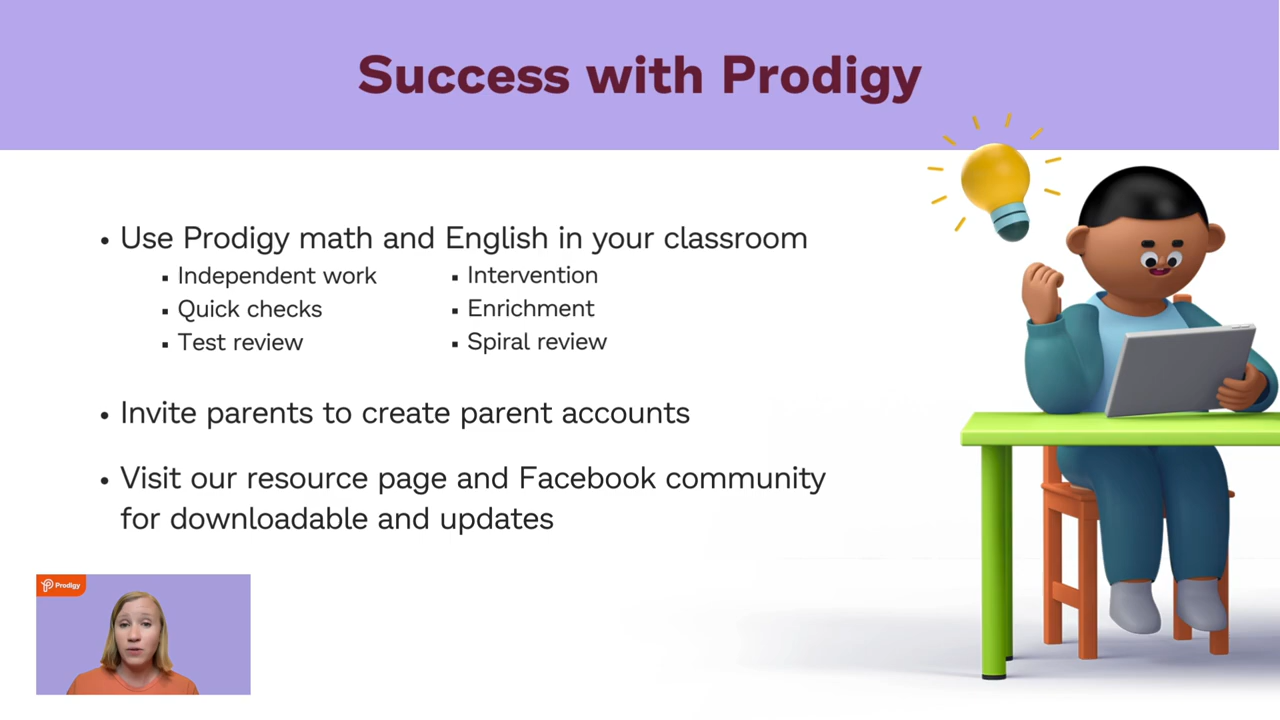 Success with Prodigy
• Use Prodigy math and English in your classroom
▪ Independent work
▪ Quick checks
▪ Test review
▪ Intervention
▪ Enrichment
▪ Spiral review
• Invite parents to create parent accounts
• Visit our resource page and Facebook community
for downloadable and updates
Prodigy